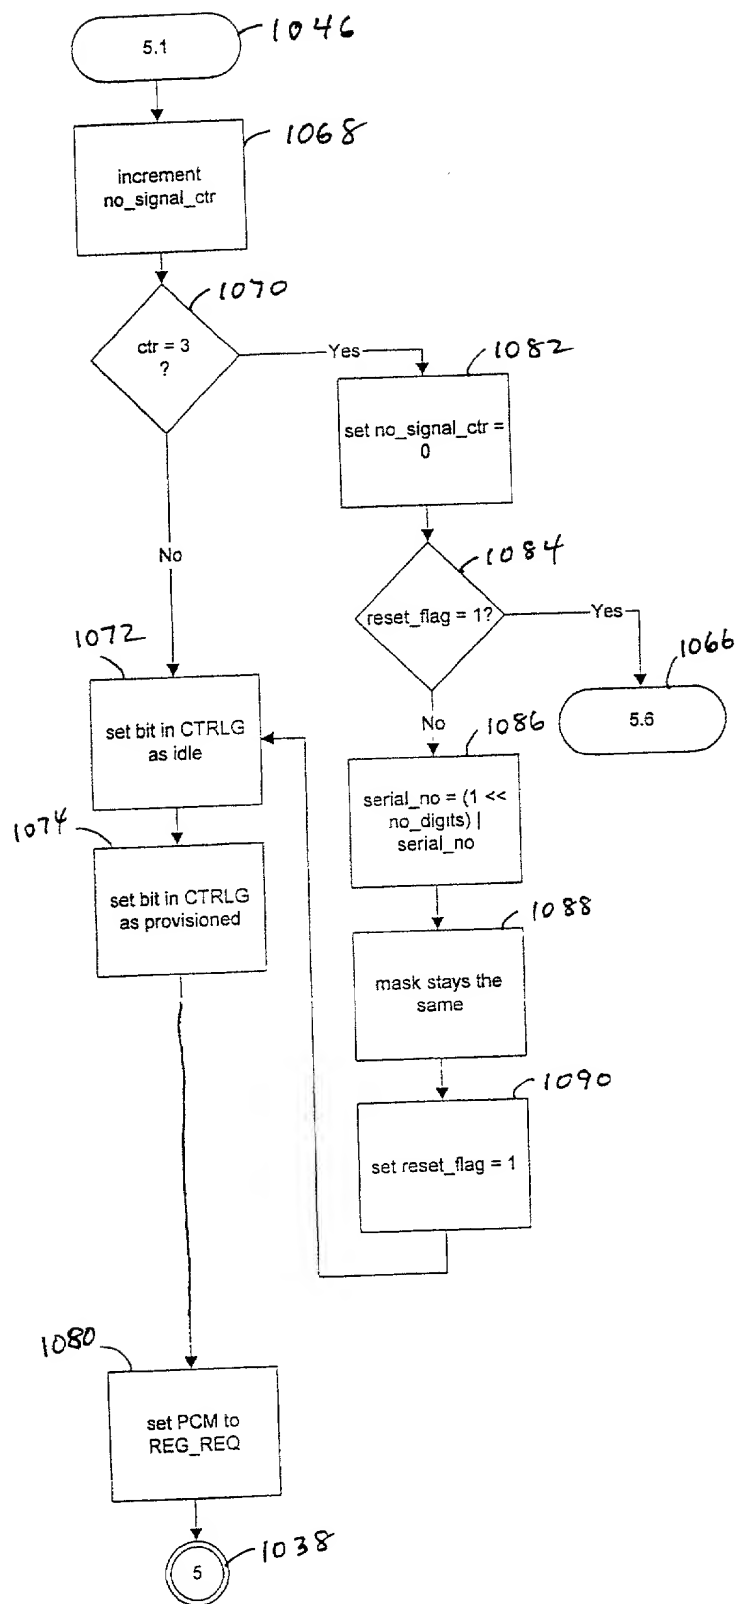 5.1
1046
1068
increment
no_signal_ctr
1070
ctr = 3
?
Yes
1082
set no_signal_ctr =
0
No
1084
reset_flag = 1?
Yes
1066
5.6
1072
set bit in CTRLG
as idle
No
1086
serial_no = (1 <<
no_digits) |
serial_no
1074
set bit in CTRLG
as provisioned
1088
mask stays the
same
1090
set reset_flag = 1
1080
set PCM to
REG_REQ
5
1038